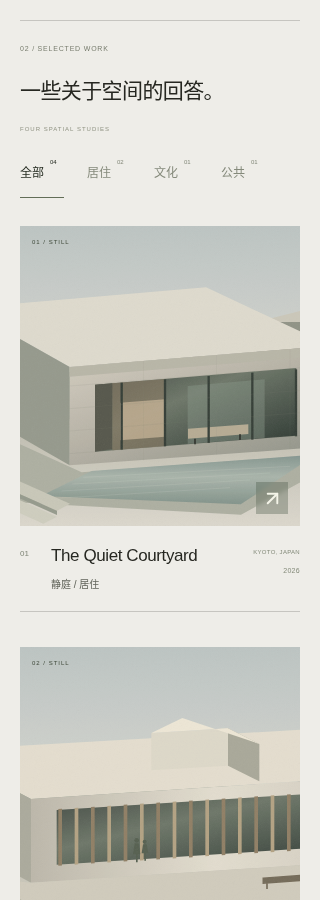 02 / SELECTED WORK
一些关于空间的回答。
FOUR SPATIAL STUDIES
全部 04 居住 02 文化 01 公共 01
01 / STILL
01 The Quiet Courtyard KYOTO, JAPAN
静庭 / 居住 2026
02 / STILL